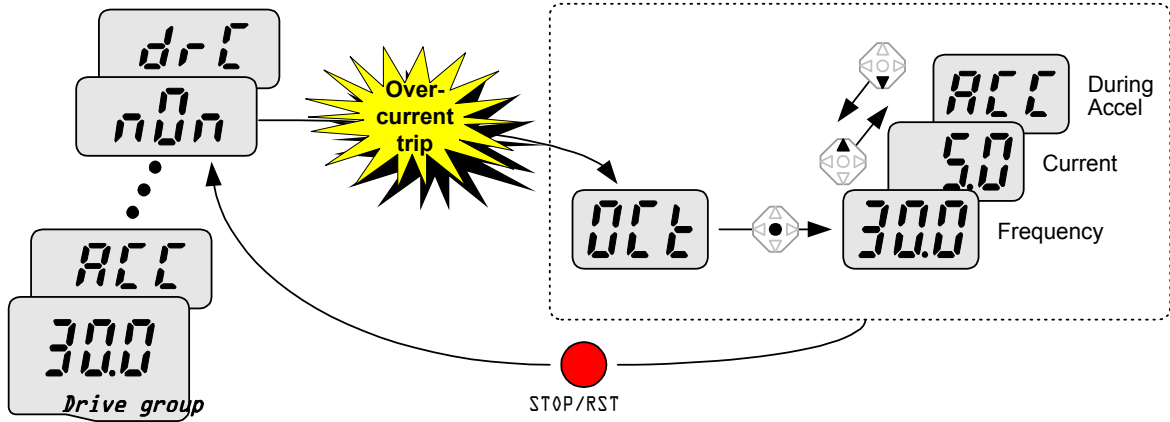 drC
n0n
ACC
30.0
Drive group
Over-
current
trip
OCt
ACC
During
Accel
5.0
Current
30.0
Frequency
STOP/RST